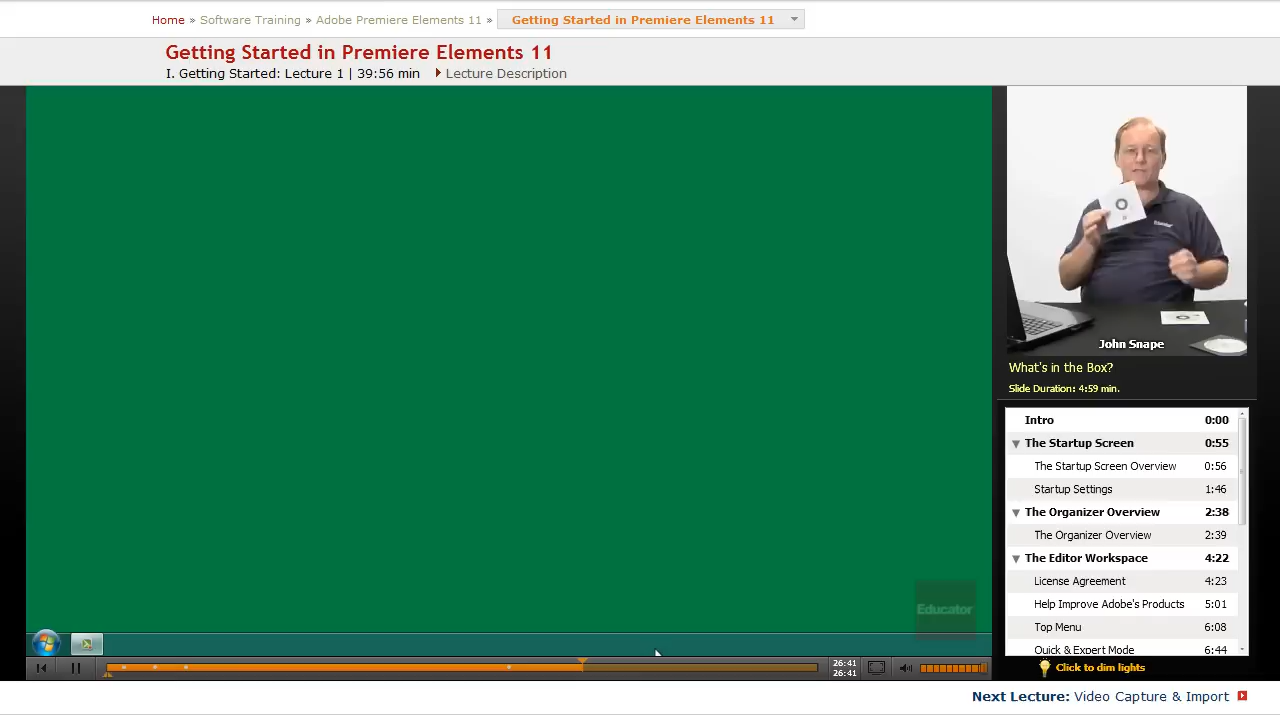 Home » Software Training » Adobe Premiere Elements 11 » Getting Started in Premiere Elements 11
Getting Started in Premiere Elements 11
I. Getting Started: Lecture 1 | 39:56 min Lecture Description
John Snape
What's in the Box?
Slide Duration: 4:59 min.
Intro 0:00
The Startup Screen 0:55
The Startup Screen Overview 0:56
Startup Settings 1:46
The Organizer Overview 2:38
The Organizer Overview 2:39
The Editor Workspace 4:22
License Agreement 4:23
Help Improve Adobe's Products 5:01
Top Menu 6:08
Quick & Expert Mode 6:44
Educator
26:41
26:41
Click to dim lights
Next Lecture: Video Capture & Import